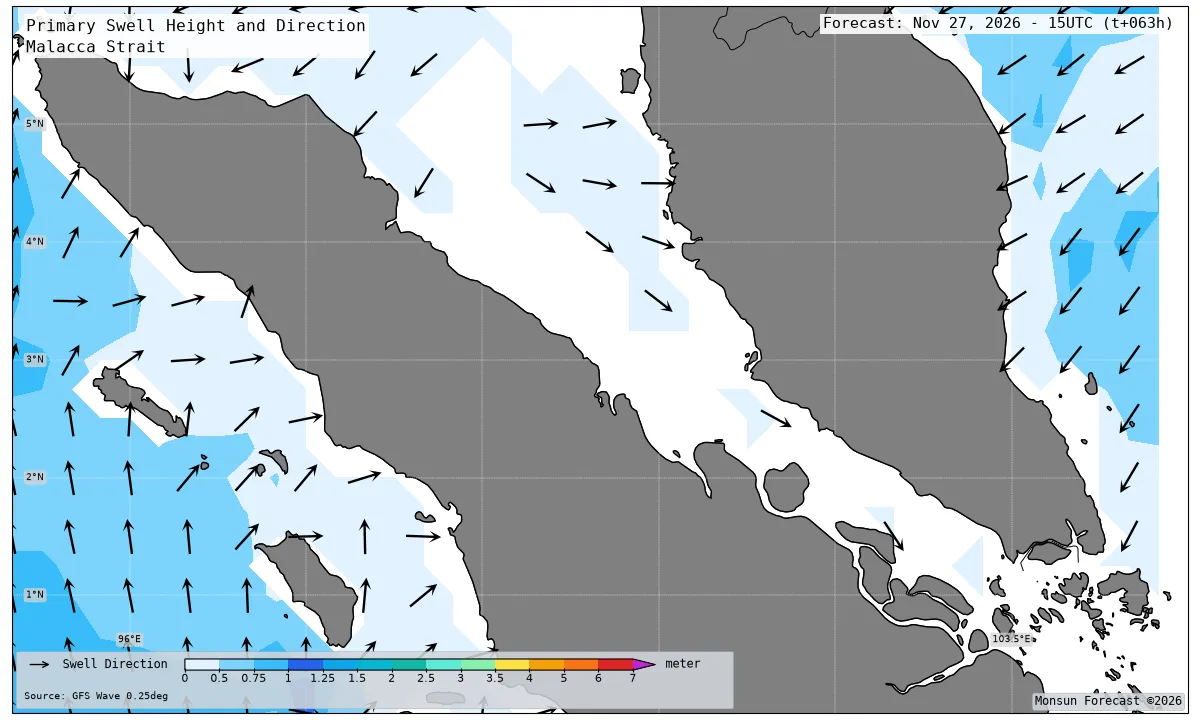 Primary Swell Height and Direction
Malacca Strait
Forecast: Nov 27, 2026 - 15UTC (t+063h)
5°N
4°N
3°N
2°N
1°N
96°E
103.5°E
Swell Direction
0 0.5 0.75 1 1.25 1.5 2 2.5 3 3.5 4 5 6 7
meter
Source: GFS Wave 0.25deg
Monsun Forecast ©2026